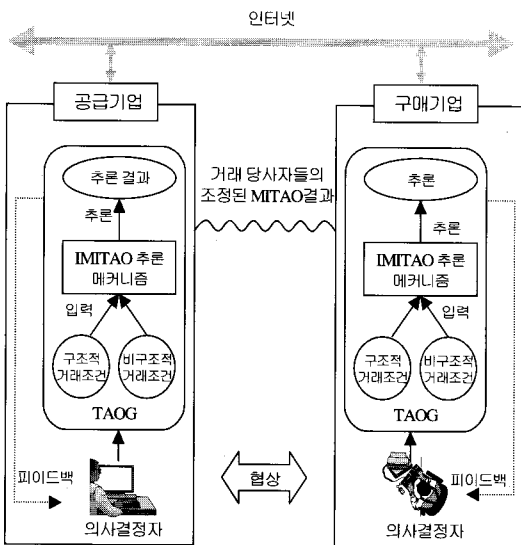 인터넷
공급기업
구매기업
추론 결과
추론
IMITAO 추론
메커니즘
입력
구조적
거래조건
비구조적
거래조건
TAOG
피이드백
의사결정자
거래 당사자들의
조정된 MITAO결과
협상
추론
추론
IMITAO 추론
메커니즘
입력
구조적
거래조건
비구조적
거래조건
TAOG
피이드백
의사결정자